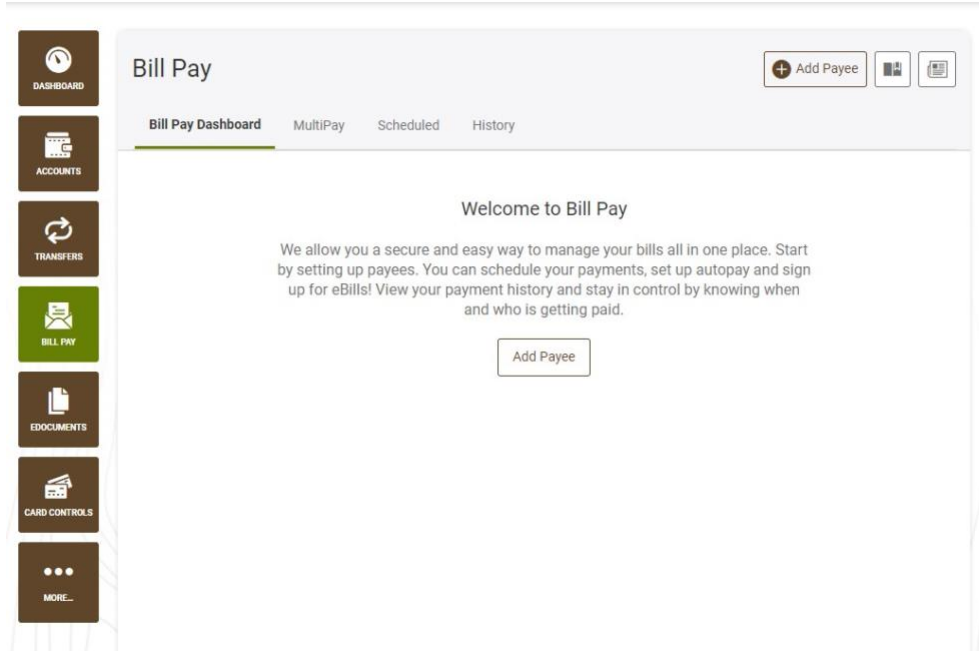 DASHBOARD
ACCOUNTS
TRANSFERS
BILL PAY
EDOCUMENTS
CARD CONTROLS
MORE...
Bill Pay
Add Payee
Bill Pay Dashboard MultiPay Scheduled History
Welcome to Bill Pay
We allow you a secure and easy way to manage your bills all in one place. Start
by setting up payees. You can schedule your payments, set up autopay and sign
up for eBills! View your payment history and stay in control by knowing when
and who is getting paid.
Add Payee